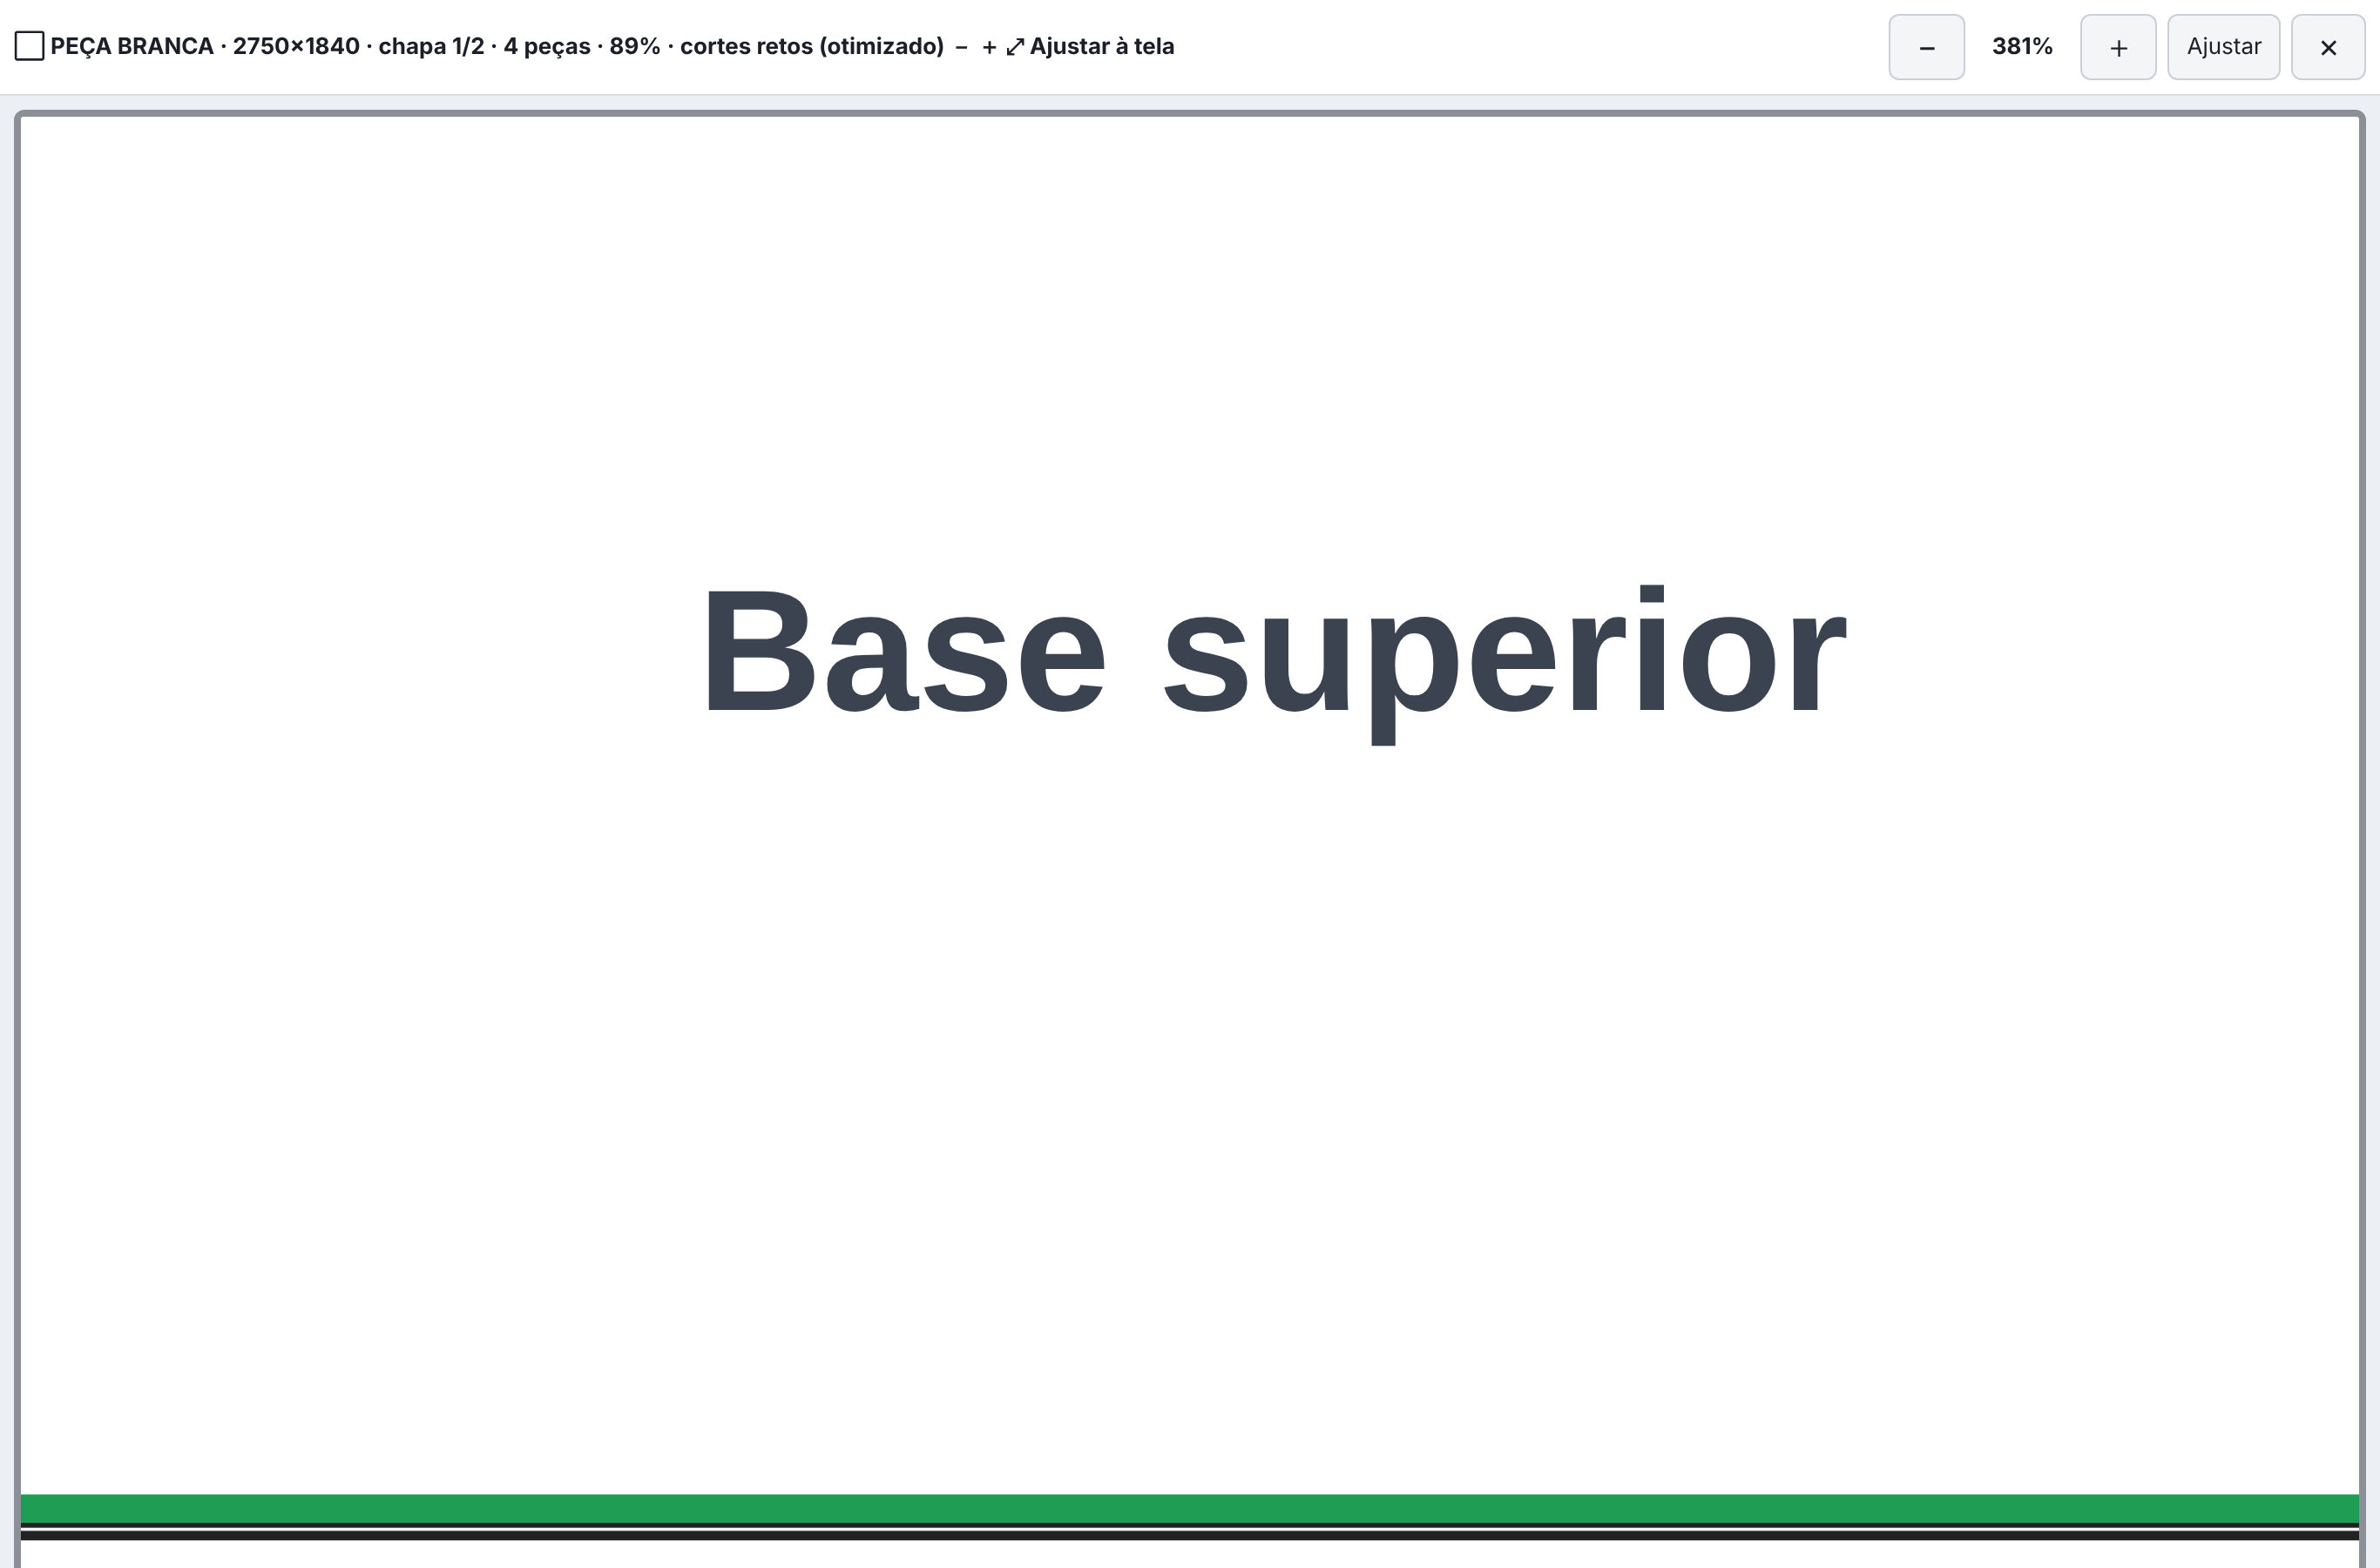 PEÇA BRANCA · 2750×1840 · chapa 1/2 · 4 peças · 89% · cortes retos (otimizado) − + ⤢ Ajustar à tela
− 381% + Ajustar ×
Base superior